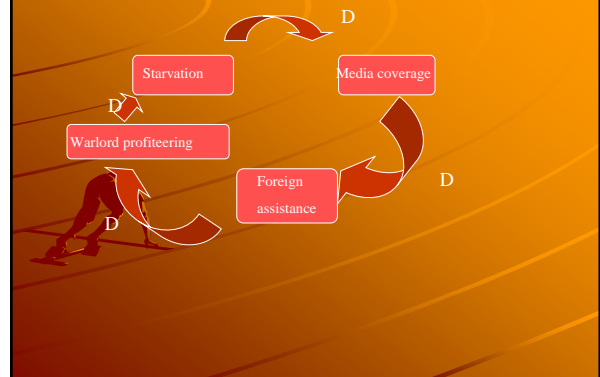 D
Starvation
Media coverage
D
Warlord profiteering
Foreign
assistance
D
D